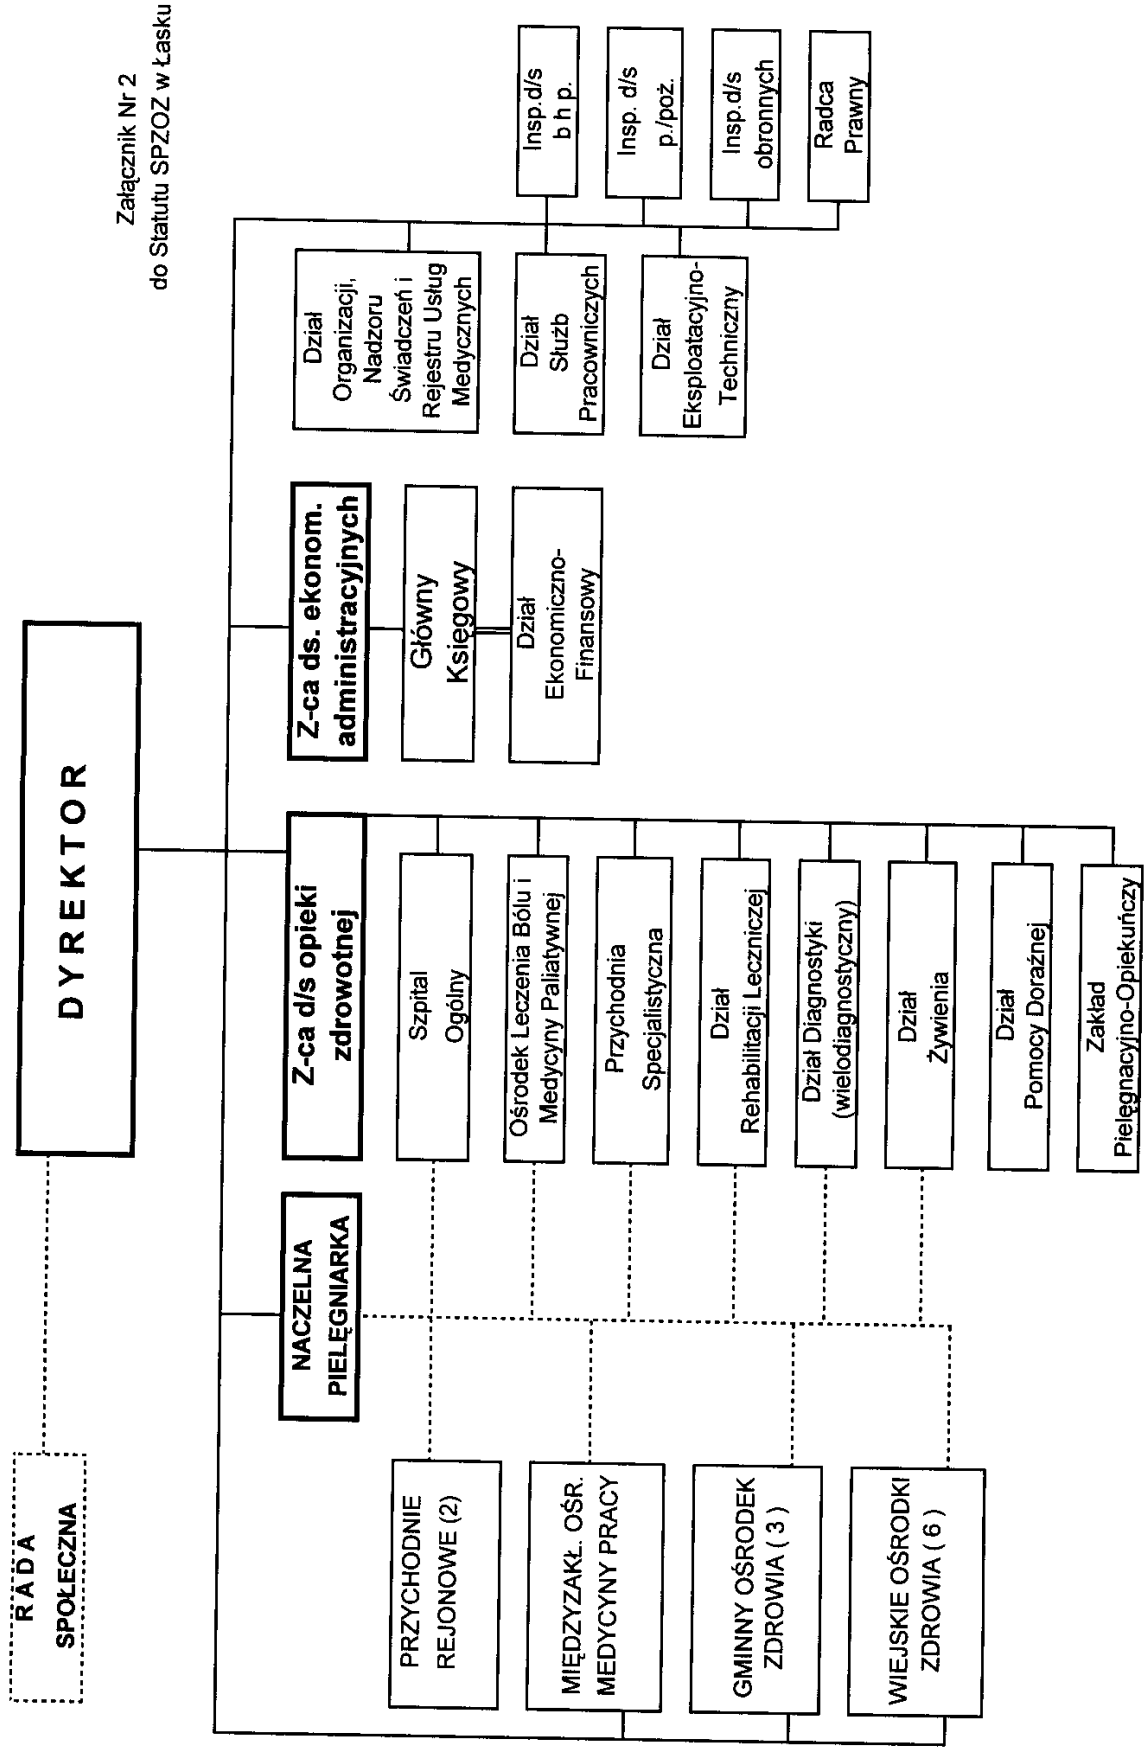 Załącznik Nr 2
do Statutu SPZOZ w Łasku
R A D A
SPOŁECZNA
D Y R E K T O R
NACZELNA
PIELĘGNIARKA
Z-ca d/s opieki
zdrowotnej
Z-ca ds. ekonom.
administracyjnych
PRZYCHODNIE
REJONOWE (2)
MIĘDZYZAKŁ. OŚR.
MEDYCYNY PRACY
GMINNY OŚRODEK
ZDROWIA ( 3 )
WIEJSKIE OŚRODKI
ZDROWIA ( 6 )
Szpital
Ogólny
Ośrodek Leczenia Bólu i
Medycyny Paliatywnej
Przychodnia
Specjalistyczna
Dział
Rehabilitacji Leczniczej
Dział Diagnostyki
(wielodiagnostyczny)
Dział
Żywienia
Dział
Pomocy Doraźnej
Zakład
Pielęgnacyjno-Opiekuńczy
Główny
Księgowy
Dział
Ekonomiczno-
Finansowy
Dział
Organizacji,
Nadzoru
Świadczeń i
Rejestru Usług
Medycznych
Dział
Służb
Pracowniczych
Dział
Eksploatacyjno-
Techniczny
Insp.d/s
b h p.
Insp. d/s
p./poż.
Insp.d/s
obronnych
Radca
Prawny